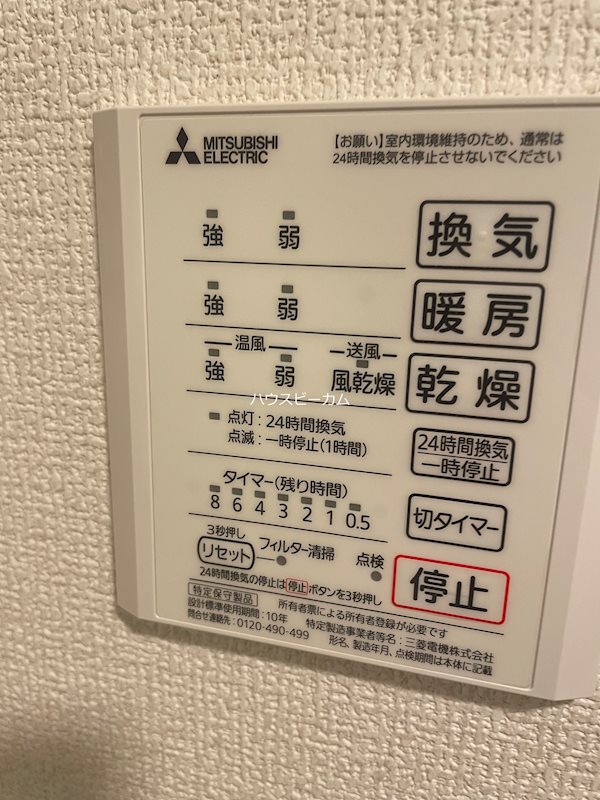 MITSUBISHI
ELECTRIC
【お願い】室内環境維持のため、通常は
24時間換気を停止させないでください
強 弱 換気
強 弱 暖房
温風 送風
強 弱 風乾燥 乾燥
ハウスビーカム
点灯:24時間換気
点滅:一時停止(1時間)
24時間換気
一時停止
タイマー(残り時間)
8 6 4 3 2 1 0.5
切タイマー
3秒押し
リセット フィルター清掃 点検
停止
24時間換気の停止は停止ボタンを3秒押し
特定保守製品 所有者票による所有者登録が必要です
設計標準使用期間:10年 特定製造事業者等名:三菱電機株式会社
問合せ連絡先:0120-490-499 形名、製造年月、点検期間は本体に記載